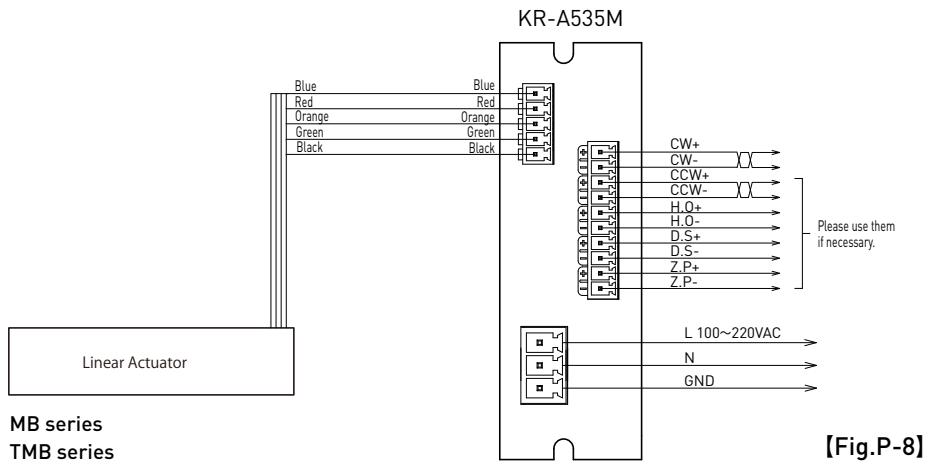 KR-A535M
Blue Blue
Red Red
Orange Orange
Green Green
Black Black
CW+
CW-
CCW+
CCW-
H.O+
H.O-
D.S+
D.S-
Z.P+
Z.P-
Please use them
if necessary.
L 100~220VAC
N
GND
Linear Actuator
MB series
TMB series
【Fig.P-8】